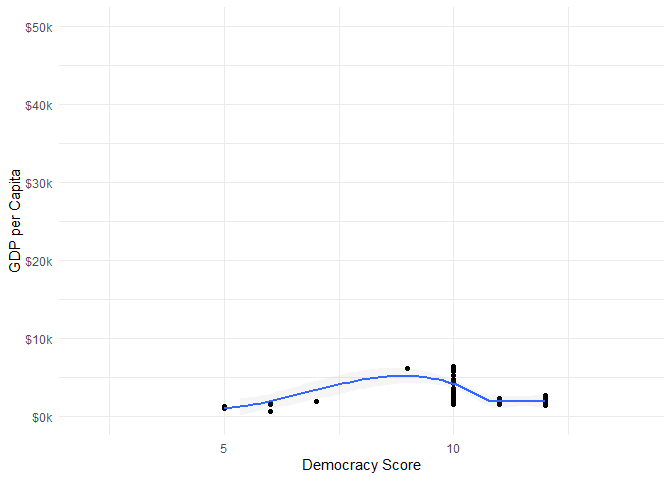 $50k
$40k
$30k
$20k
$10k
$0k
GDP per Capita
5
10
Democracy Score